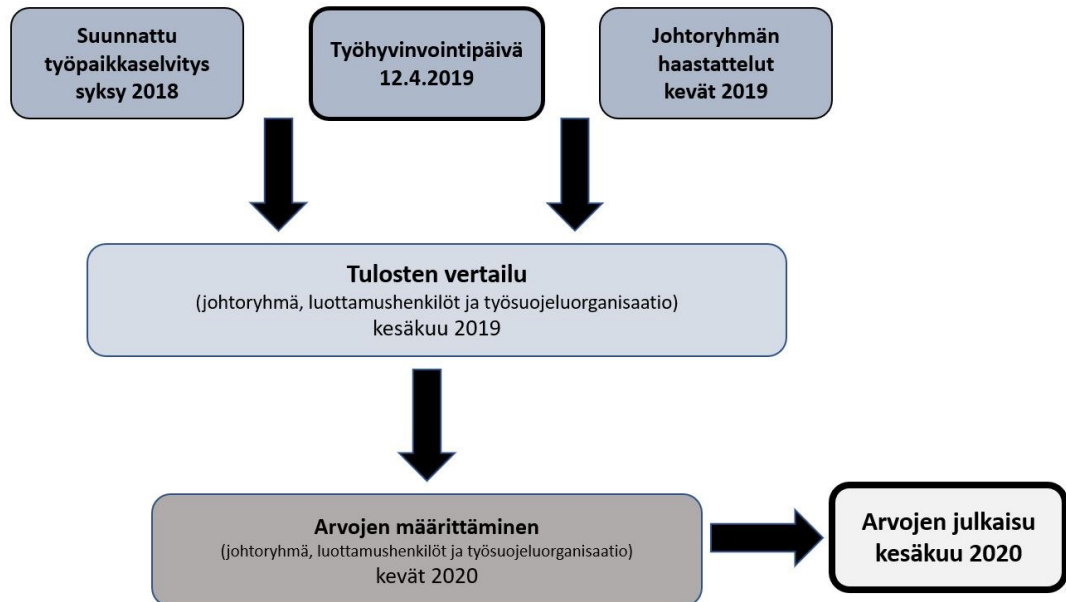 Suunnattu
työpaikkaselvitys
syksy 2018
Työhyvinvointipäivä
12.4.2019
Johtoryhmän
haastattelut
kevät 2019
Tulosten vertailu
(johtoryhmä, luottamushenkilöt ja työsuojeluorganisaatio)
kesäkuu 2019
Arvojen määrittäminen
(johtoryhmä, luottamushenkilöt ja työsuojeluorganisaatio)
kevät 2020
Arvojen julkaisu
kesäkuu 2020